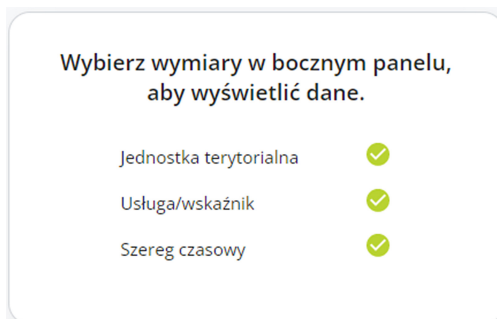 Wybierz wymiary w bocznym panelu,
aby wyświetlić dane.
Jednostka terytorialna
Usługa/wskaźnik
Szereg czasowy